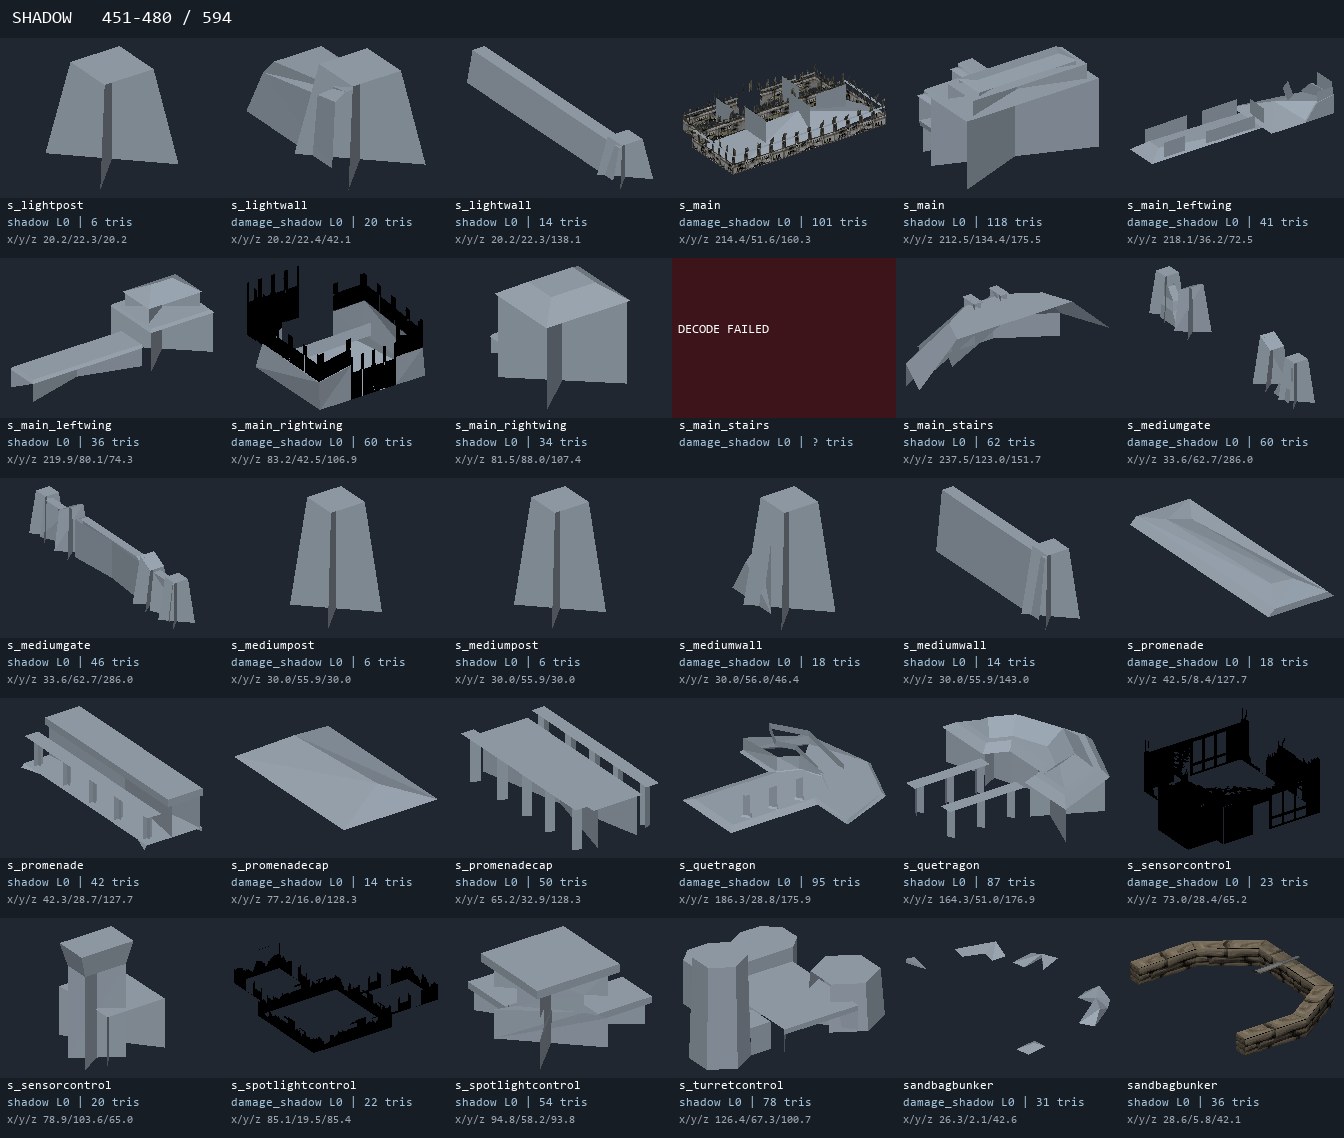 SHADOW 451-480 / 594
s_lightpost
shadow L0 | 6 tris
x/y/z 20.2/22.3/20.2
s_lightwall
damage_shadow L0 | 20 tris
x/y/z 20.2/22.4/42.1
s_lightwall
shadow L0 | 14 tris
x/y/z 20.2/22.3/138.1
s_main
damage_shadow L0 | 101 tris
x/y/z 214.4/51.6/160.3
s_main
shadow L0 | 118 tris
x/y/z 212.5/134.4/175.5
s_main_leftwing
damage_shadow L0 | 41 tris
x/y/z 218.1/36.2/72.5
s_main_leftwing
shadow L0 | 36 tris
x/y/z 219.9/80.1/74.3
s_main_rightwing
damage_shadow L0 | 60 tris
x/y/z 83.2/42.5/106.9
s_main_rightwing
shadow L0 | 34 tris
x/y/z 81.5/88.0/107.4
DECODE FAILED
s_main_stairs
damage_shadow L0 | ? tris
s_main_stairs
shadow L0 | 62 tris
x/y/z 237.5/123.0/151.7
s_mediumgate
damage_shadow L0 | 60 tris
x/y/z 33.6/62.7/286.0
s_mediumgate
shadow L0 | 46 tris
x/y/z 33.6/62.7/286.0
s_mediumpost
damage_shadow L0 | 6 tris
x/y/z 30.0/55.9/30.0
s_mediumpost
shadow L0 | 6 tris
x/y/z 30.0/55.9/30.0
s_mediumwall
damage_shadow L0 | 18 tris
x/y/z 30.0/56.0/46.4
s_mediumwall
shadow L0 | 14 tris
x/y/z 30.0/55.9/143.0
s_promenade
damage_shadow L0 | 18 tris
x/y/z 42.5/8.4/127.7
s_promenade
shadow L0 | 42 tris
x/y/z 42.3/28.7/127.7
s_promenadecap
damage_shadow L0 | 14 tris
x/y/z 77.2/16.0/128.3
s_promenadecap
shadow L0 | 50 tris
x/y/z 65.2/32.9/128.3
s_quetragon
damage_shadow L0 | 95 tris
x/y/z 186.3/28.8/175.9
s_quetragon
shadow L0 | 87 tris
x/y/z 164.3/51.0/176.9
s_sensorcontrol
damage_shadow L0 | 23 tris
x/y/z 73.0/28.4/65.2
s_sensorcontrol
shadow L0 | 20 tris
x/y/z 78.9/103.6/65.0
s_spotlightcontrol
damage_shadow L0 | 22 tris
x/y/z 85.1/19.5/85.4
s_spotlightcontrol
shadow L0 | 54 tris
x/y/z 94.8/58.2/93.8
s_turretcontrol
shadow L0 | 78 tris
x/y/z 126.4/67.3/100.7
sandbagbunker
damage_shadow L0 | 31 tris
x/y/z 26.3/2.1/42.6
sandbagbunker
shadow L0 | 36 tris
x/y/z 28.6/5.8/42.1